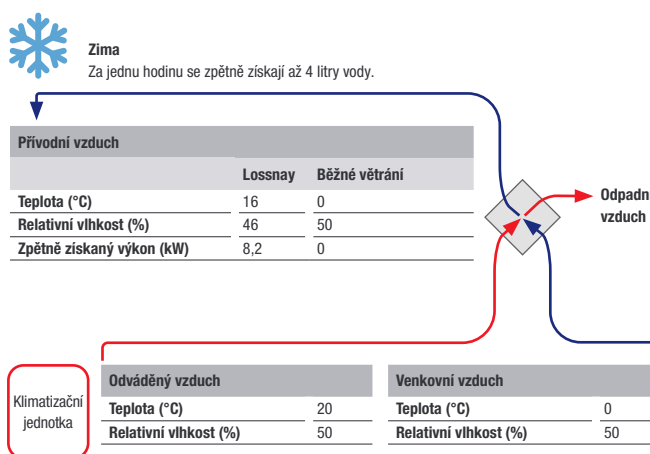 Zima
Za jednu hodinu se zpětně získají až 4 litry vody.
Přívodní vzduch
Lossnay Běžné větrání
Teplota (°C) 16 0
Relativní vlhkost (%) 46 50
Zpětně získaný výkon (kW) 8,2 0
Odpadn
vzduch
Klimatizační
jednotka
Odváděný vzduch
Teplota (°C) 20
Relativní vlhkost (%) 50
Venkovní vzduch
Teplota (°C) 0
Relativní vlhkost (%) 50